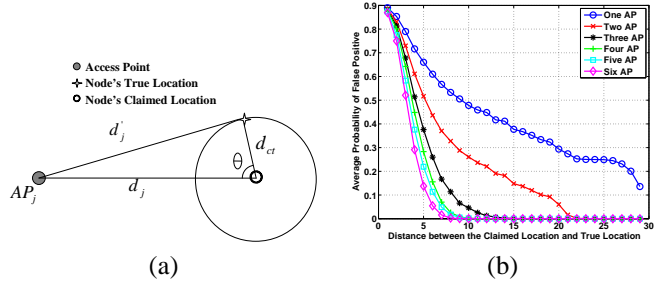 Access Point
Node's True Location
Node's Claimed Location
d'j
dct
θ
dj
APj
(a)
Average Probability of False Positive
0.9
0.8
0.7
0.6
0.5
0.4
0.3
0.2
0.1
0
0 5 10 15 20 25 30
Distance between the Claimed Location and True Location
One AP
Two AP
Three AP
Four AP
Five AP
Six AP
(b)